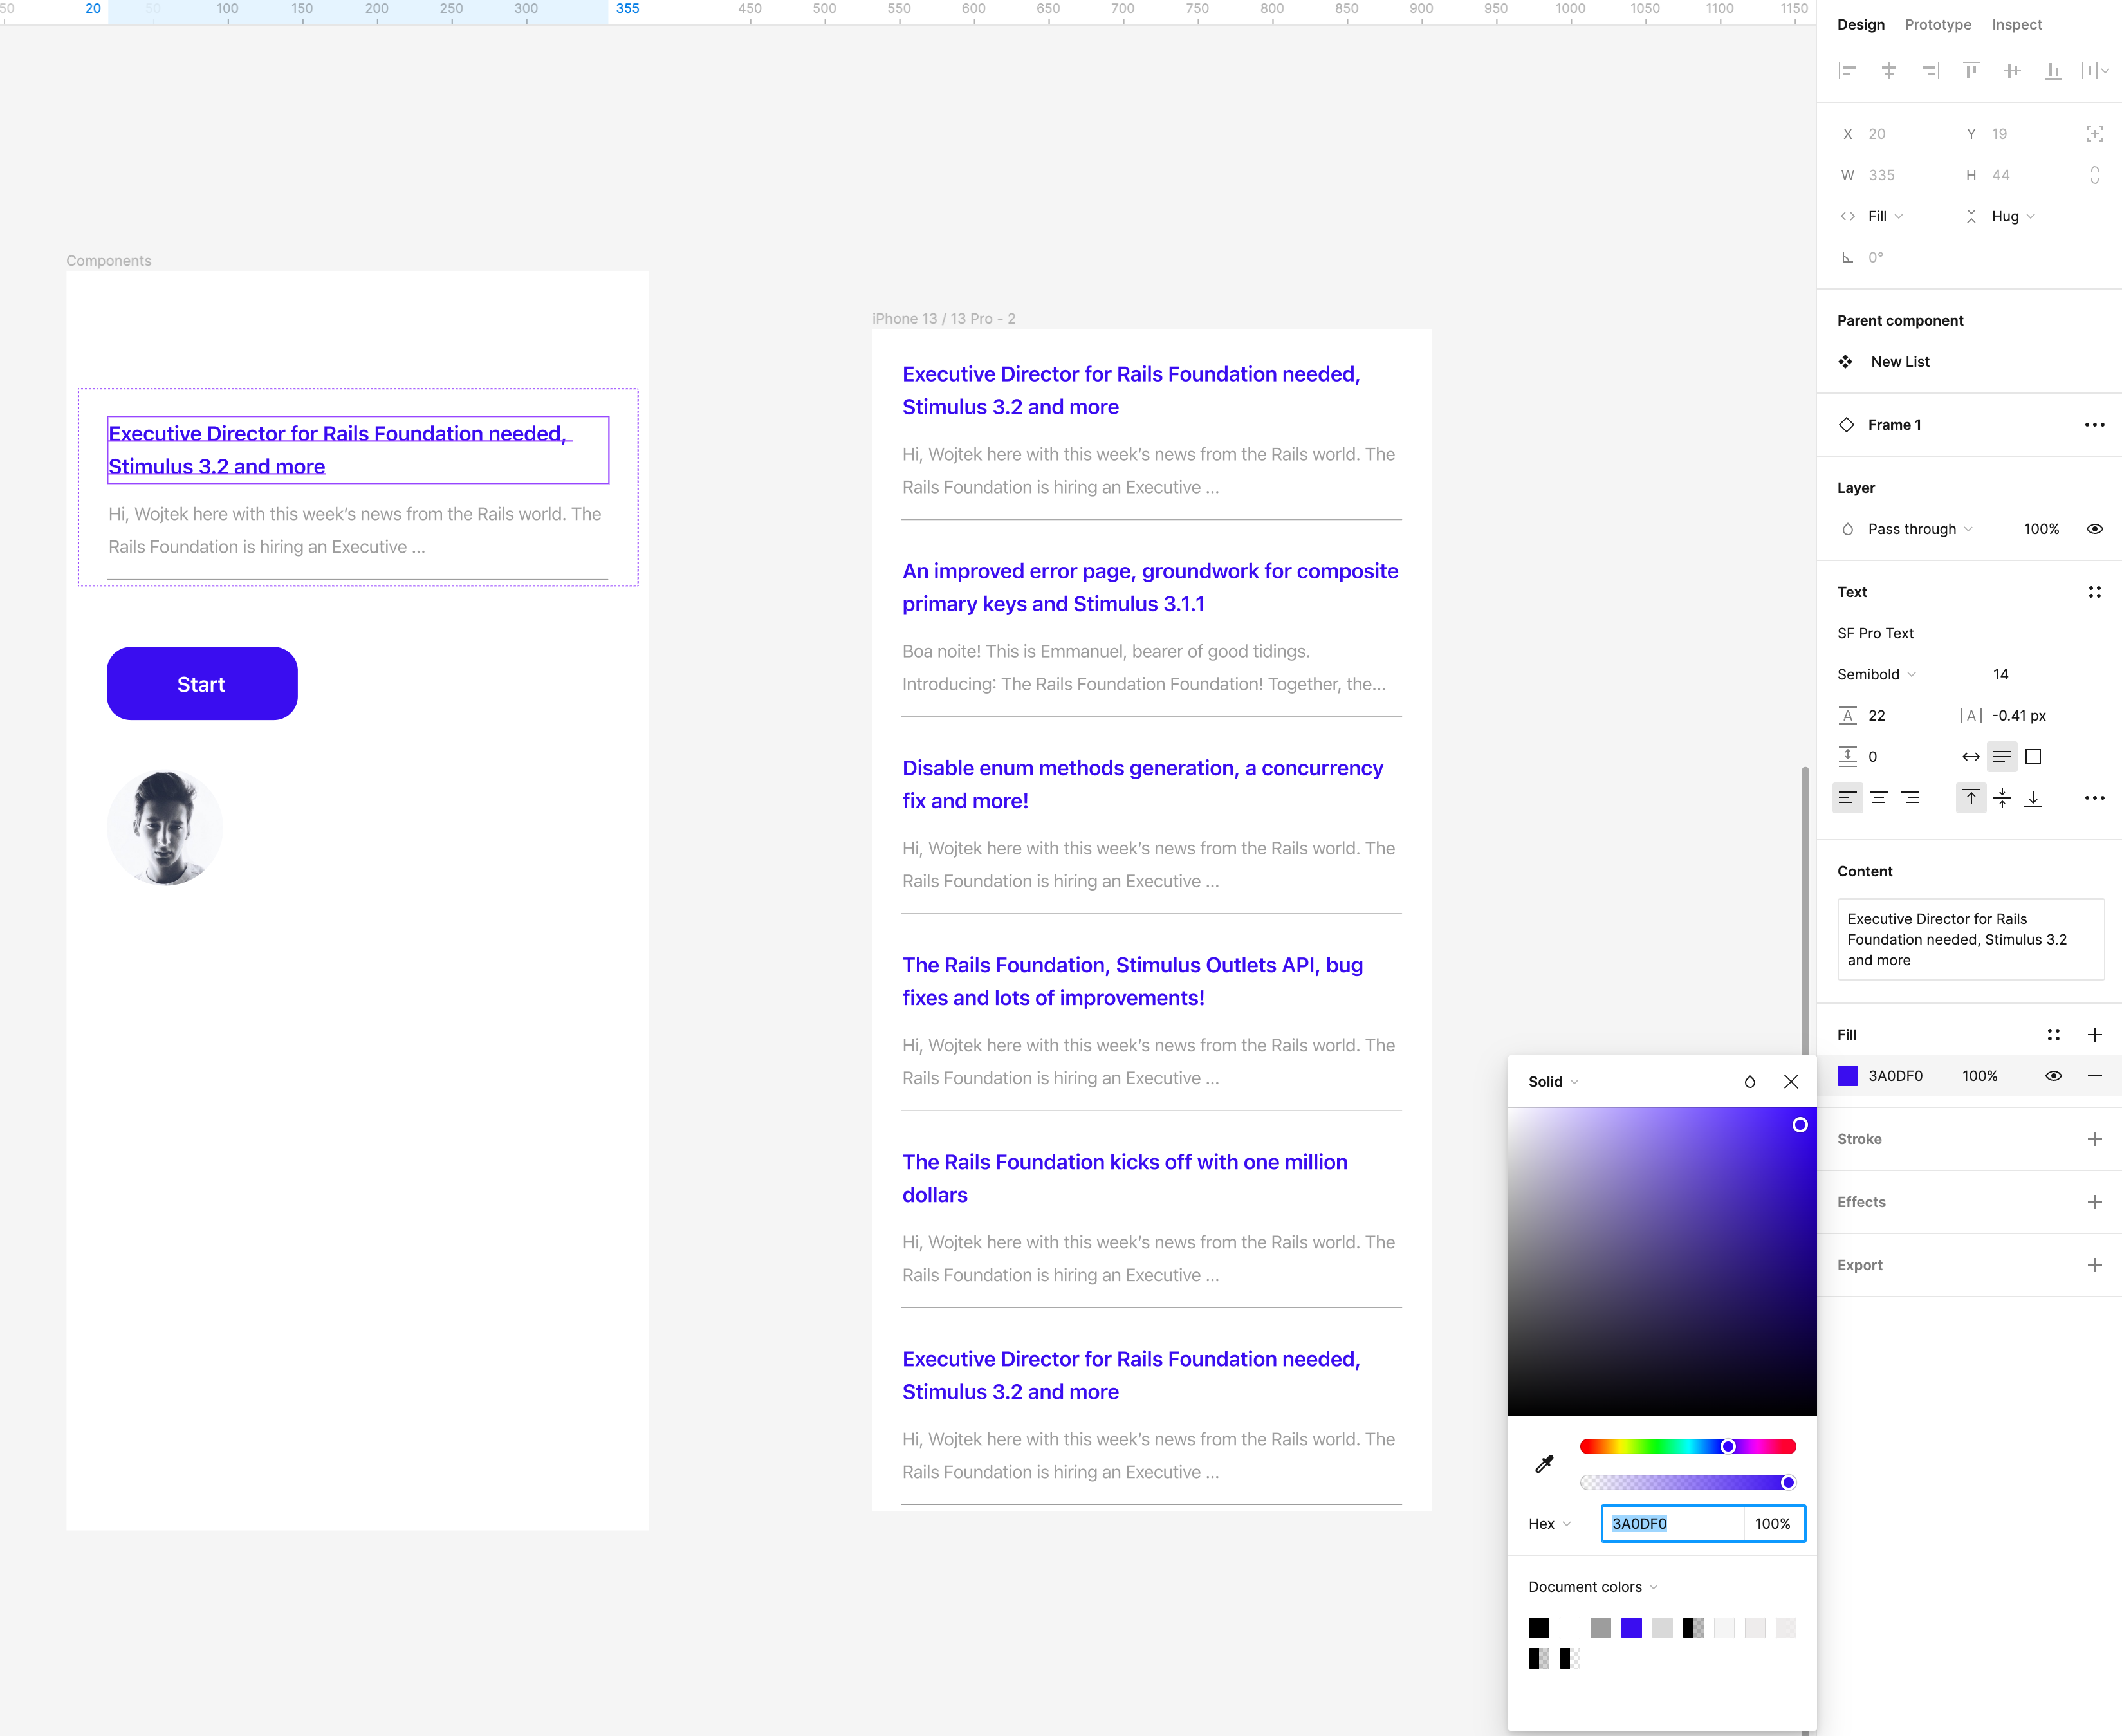 50 20 50 100 150 200 250 300 355 450 500 550 600 650 700 750 800 850 900 950 1000 1050 1100 1150
Components
Executive Director for Rails Foundation needed,
Stimulus 3.2 and more
Hi, Wojtek here with this week’s news from the Rails world. The
Rails Foundation is hiring an Executive ...
Start
iPhone 13 / 13 Pro - 2
Executive Director for Rails Foundation needed,
Stimulus 3.2 and more
Hi, Wojtek here with this week’s news from the Rails world. The
Rails Foundation is hiring an Executive ...
An improved error page, groundwork for composite
primary keys and Stimulus 3.1.1
Boa noite! This is Emmanuel, bearer of good tidings.
Introducing: The Rails Foundation Foundation! Together, the...
Disable enum methods generation, a concurrency
fix and more!
Hi, Wojtek here with this week’s news from the Rails world. The
Rails Foundation is hiring an Executive ...
The Rails Foundation, Stimulus Outlets API, bug
fixes and lots of improvements!
Hi, Wojtek here with this week’s news from the Rails world. The
Rails Foundation is hiring an Executive ...
The Rails Foundation kicks off with one million
dollars
Hi, Wojtek here with this week’s news from the Rails world. The
Rails Foundation is hiring an Executive ...
Executive Director for Rails Foundation needed,
Stimulus 3.2 and more
Hi, Wojtek here with this week’s news from the Rails world. The
Rails Foundation is hiring an Executive ...
Solid
Hex 3A0DF0 100%
Document colors
Design Prototype Inspect
X 20 Y 19
W 335 H 44
Fill Hug
0°
Parent component
New List
Frame 1
Layer
Pass through 100%
Text
SF Pro Text
Semibold 14
A 22 |A| -0.41 px
0
Content
Executive Director for Rails
Foundation needed, Stimulus 3.2
and more
Fill
3A0DF0 100%
Stroke
Effects
Export